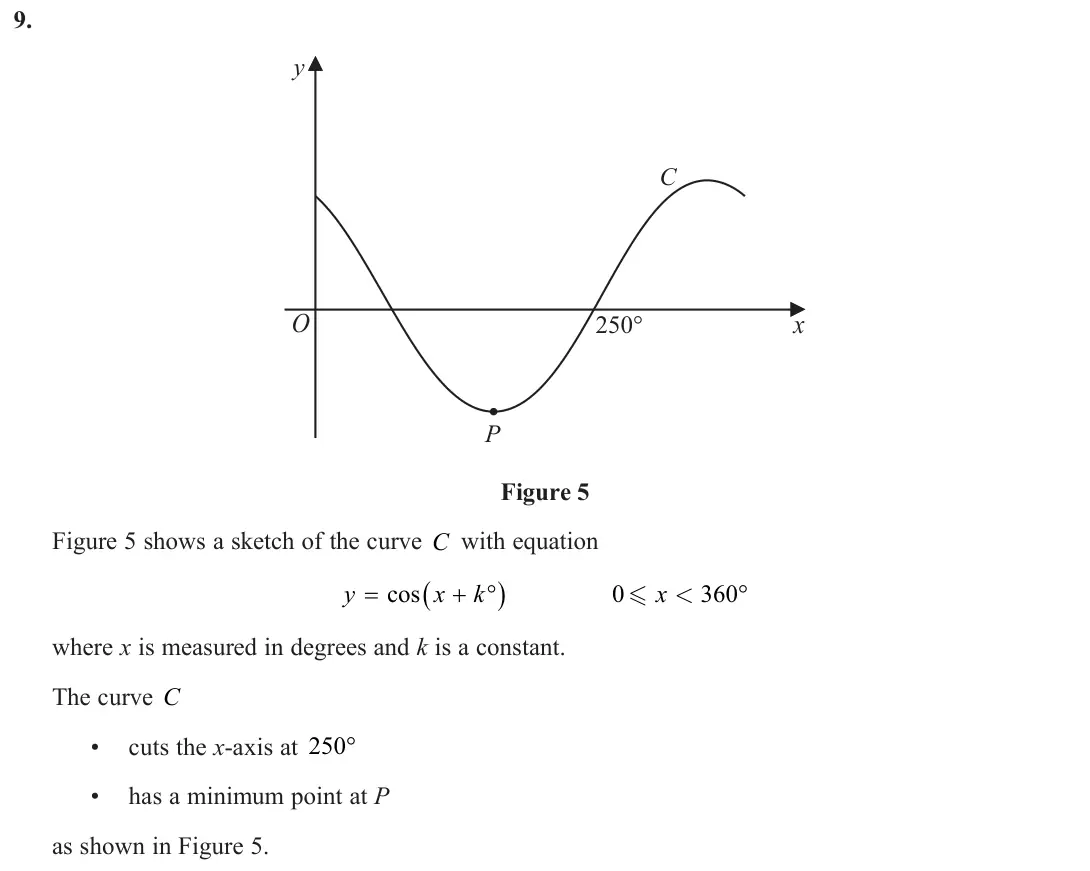 9.
y
C
O
250°
x
P
Figure 5
Figure 5 shows a sketch of the curve C with equation
y = cos(x + k°) 0 ⩽ x < 360°
where x is measured in degrees and k is a constant.
The curve C
• cuts the x-axis at 250°
• has a minimum point at P
as shown in Figure 5.